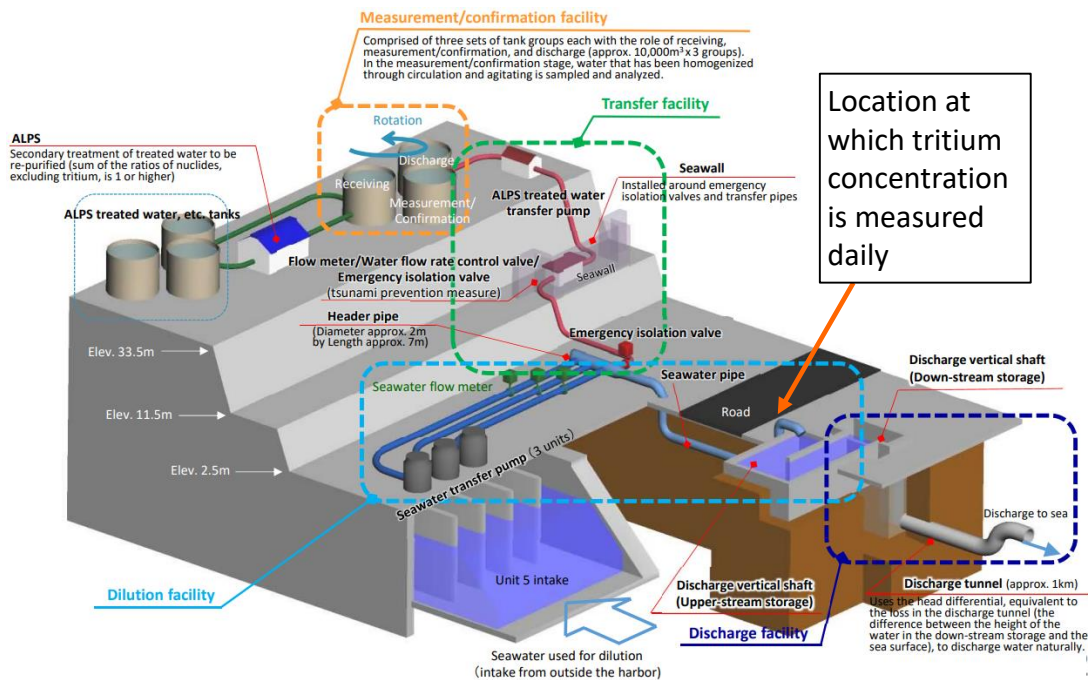 Measurement/confirmation facility
Comprised of three sets of tank groups each with the role of receiving,
measurement/confirmation, and discharge (approx. 10,000m³ x 3 groups).
In the measurement/confirmation stage, water that has been homogenized
through circulation and agitating is sampled and analyzed.
Transfer facility
Location at
which tritium
concentration
is measured
daily
ALPS
Secondary treatment of treated water to be
re-purified (sum of the ratios of nuclides,
excluding tritium, is 1 or higher)
Rotation
Discharge
Receiving
Measurement/
Confirmation
ALPS treated water, etc. tanks
ALPS treated water
transfer pump
Seawall
Installed around emergency
isolation valves and transfer pipes
Flow meter/Water flow rate control valve/
Emergency isolation valve
(tsunami prevention measure)
Seawall
Header pipe
(Diameter approx. 2m
by Length approx. 7m)
Emergency isolation valve
Elev. 33.5m
Seawater flow meter
Seawater pipe
Road
Discharge vertical shaft
(Down-stream storage)
Elev. 11.5m
Elev. 2.5m
Seawater transfer pump (3 units)
Discharge to sea
Unit 5 intake
Dilution facility
Discharge vertical shaft
(Upper-stream storage)
Discharge tunnel (approx. 1km)
Uses the head differential, equivalent to
the loss in the discharge tunnel (the
difference between the height of the
water in the down-stream storage and the
sea surface), to discharge water naturally.
Discharge facility
Seawater used for dilution
(intake from outside the harbor)